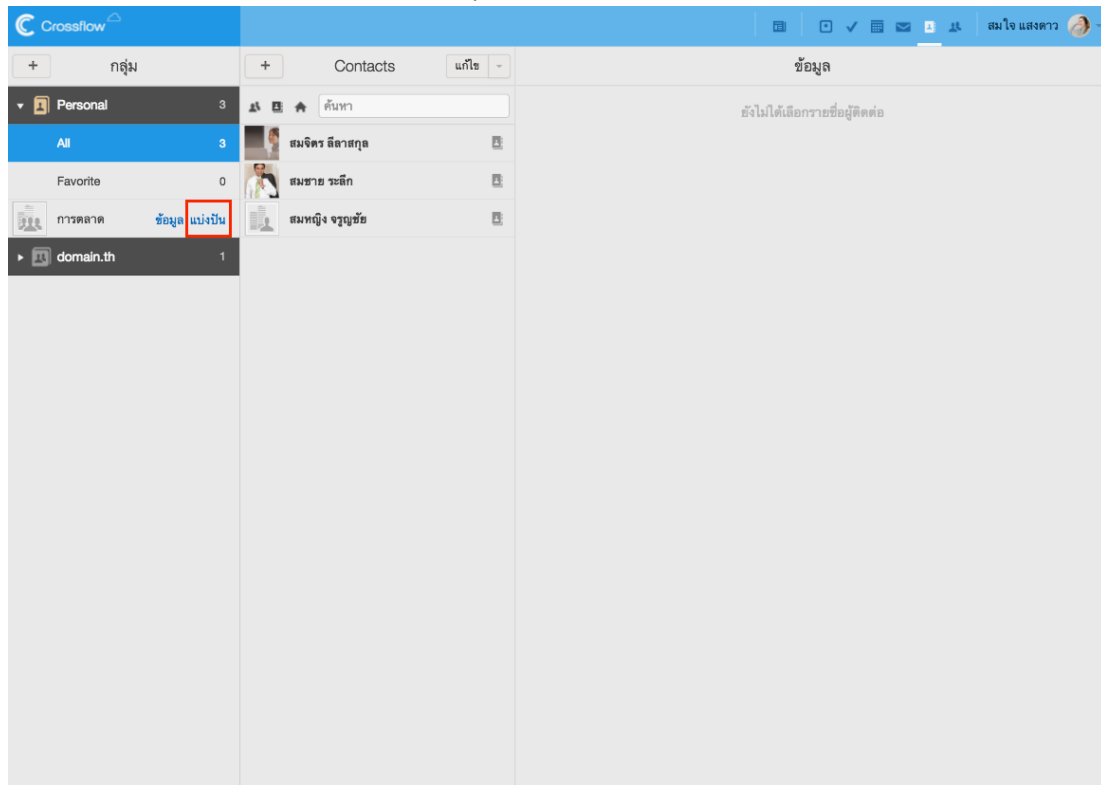 Crossflow
สมใจ แสงดาว
+ กลุ่ม
+ Contacts แก้ไข
ข้อมูล
Personal 3
ค้นหา
ยังไม่ได้เลือกรายชื่อผู้ติดต่อ
All 3
สมจิตร ลีลาสกุล
Favorite 0
สมชาย ระลึก
การตลาด ข้อมูล แบ่งปัน
สมหญิง จรูญชัย
domain.th 1